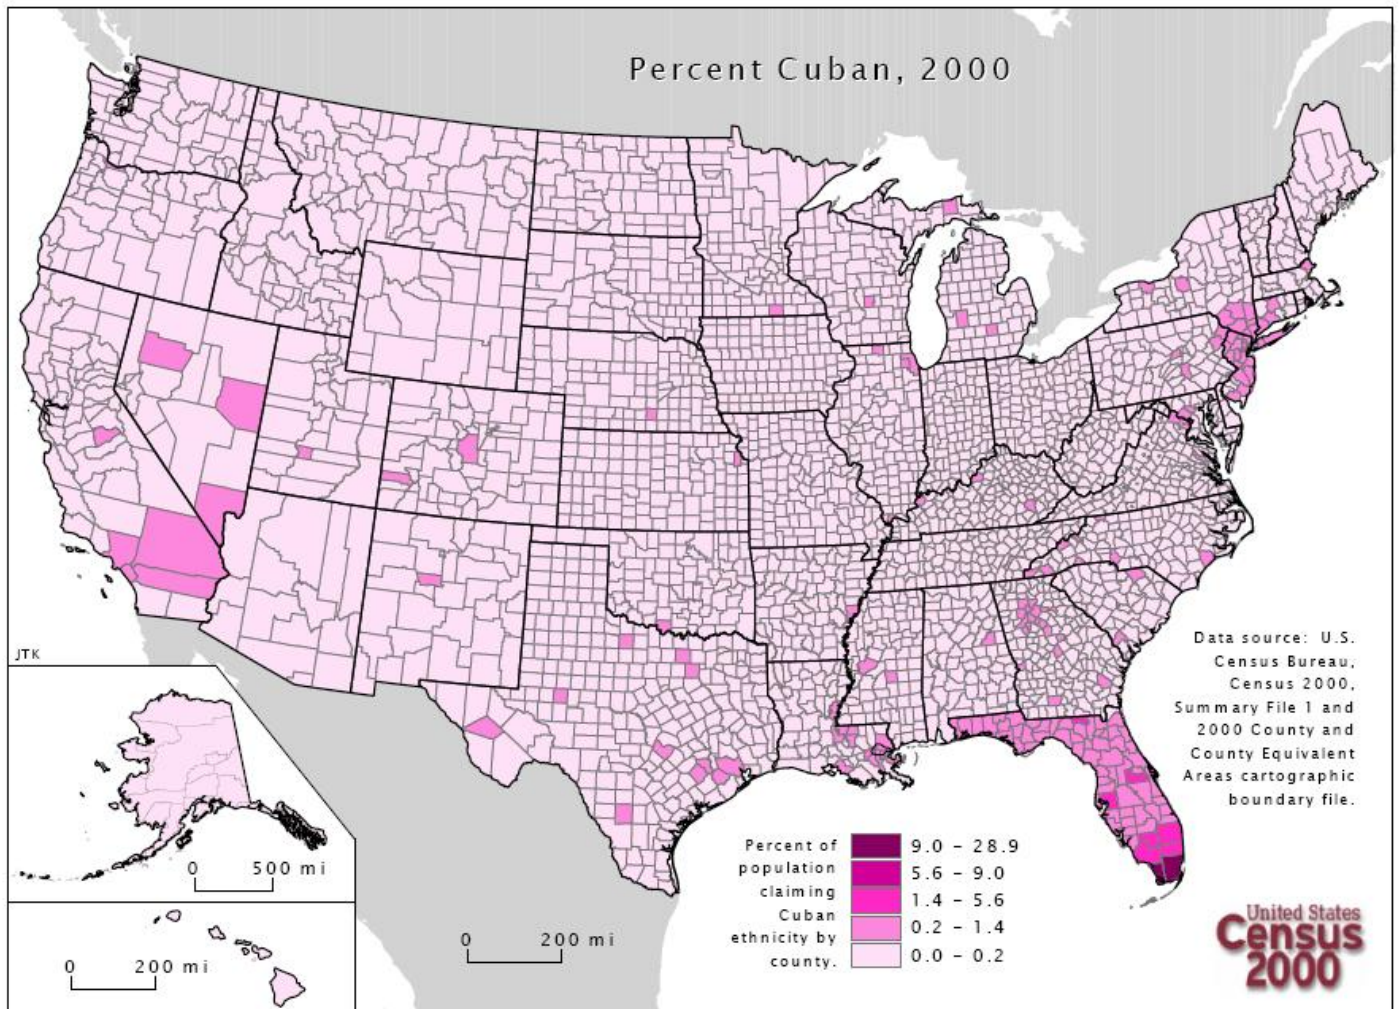 Percent Cuban, 2000
JTK
Data source: U.S.
Census Bureau,
Census 2000,
Summary File 1 and
2000 County and
County Equivalent
Areas cartographic
boundary file.
0 500 mi
0 200 mi
0 200 mi
Percent of
population
claiming
Cuban
ethnicity by
county.
9.0 - 28.9
5.6 - 9.0
1.4 - 5.6
0.2 - 1.4
0.0 - 0.2
United States
Census
2000